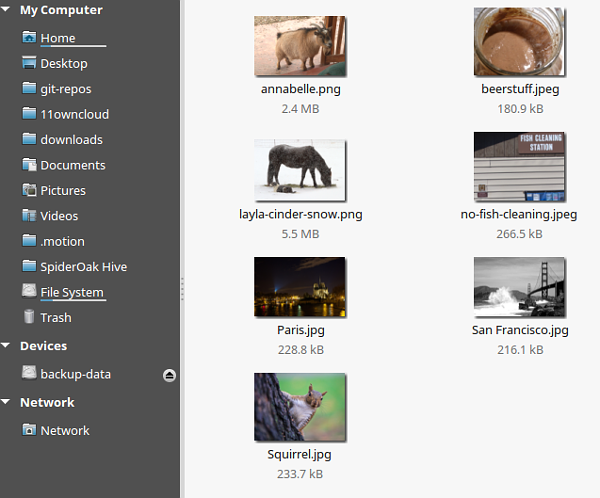 My Computer
Home
Desktop
git-repos
11owncloud
downloads
Documents
Pictures
Videos
.motion
SpiderOak Hive
File System
Trash
Devices
backup-data
Network
Network
annabelle.png
2.4 MB
beerstuff.jpeg
180.9 kB
layla-cinder-snow.png
5.5 MB
FISH CLEANING
STATION
no-fish-cleaning.jpeg
266.5 kB
Paris.jpg
228.8 kB
San Francisco.jpg
216.1 kB
Squirrel.jpg
233.7 kB